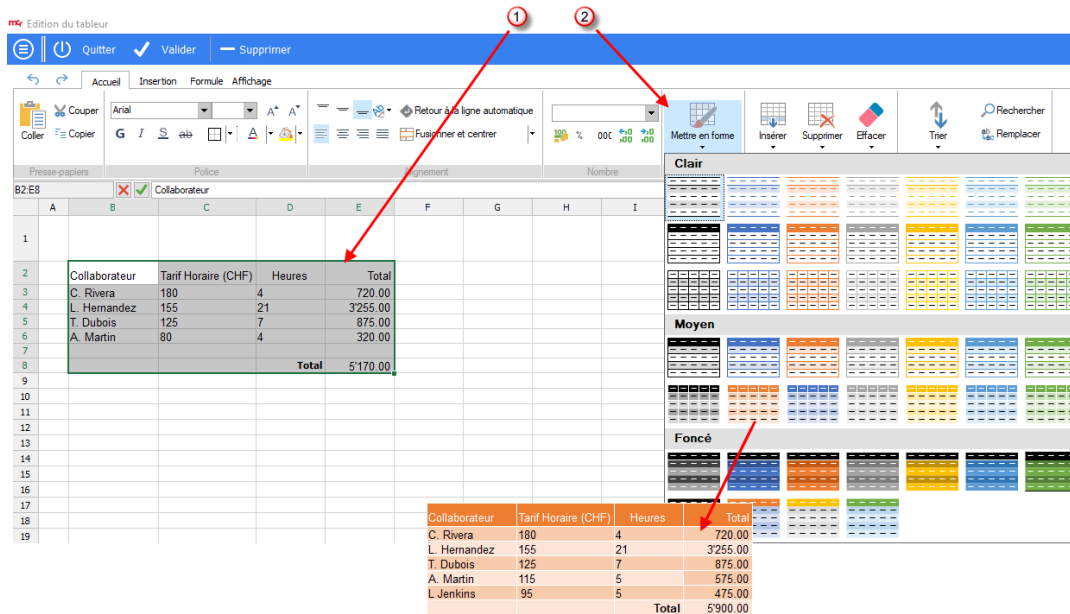 1 2
mcr Edition du tableur
Quitter Valider Supprimer
Accueil Insertion Formule Affichage
Coller Couper Copier Arial G I S ab A A A Retour à la ligne automatique Fusionner et centrer 100 % 000 ,00 ,00 Mettre en forme Insérer Supprimer Effacer Trier Rechercher Remplacer
Presse-papiers Police Alignement Nombre
Clair
B2:E8 Collaborateur
A B C D E F G H I
1
2 Collaborateur Tarif Horaire (CHF) Heures Total
3 C. Rivera 180 4 720.00
4 L. Hernandez 155 21 3'255.00
5 T. Dubois 125 7 875.00
6 A. Martin 80 4 320.00
7
8 Total 5'170.00
9
10
11
12
13
14
15
16
17
18
19
Moyen
Foncé
Collaborateur Tarif Horaire (CHF) Heures Total
C. Rivera 180 4 720.00
L. Hernandez 155 21 3'255.00
T. Dubois 125 7 875.00
A. Martin 115 5 575.00
L Jenkins 95 5 475.00
Total 5'900.00